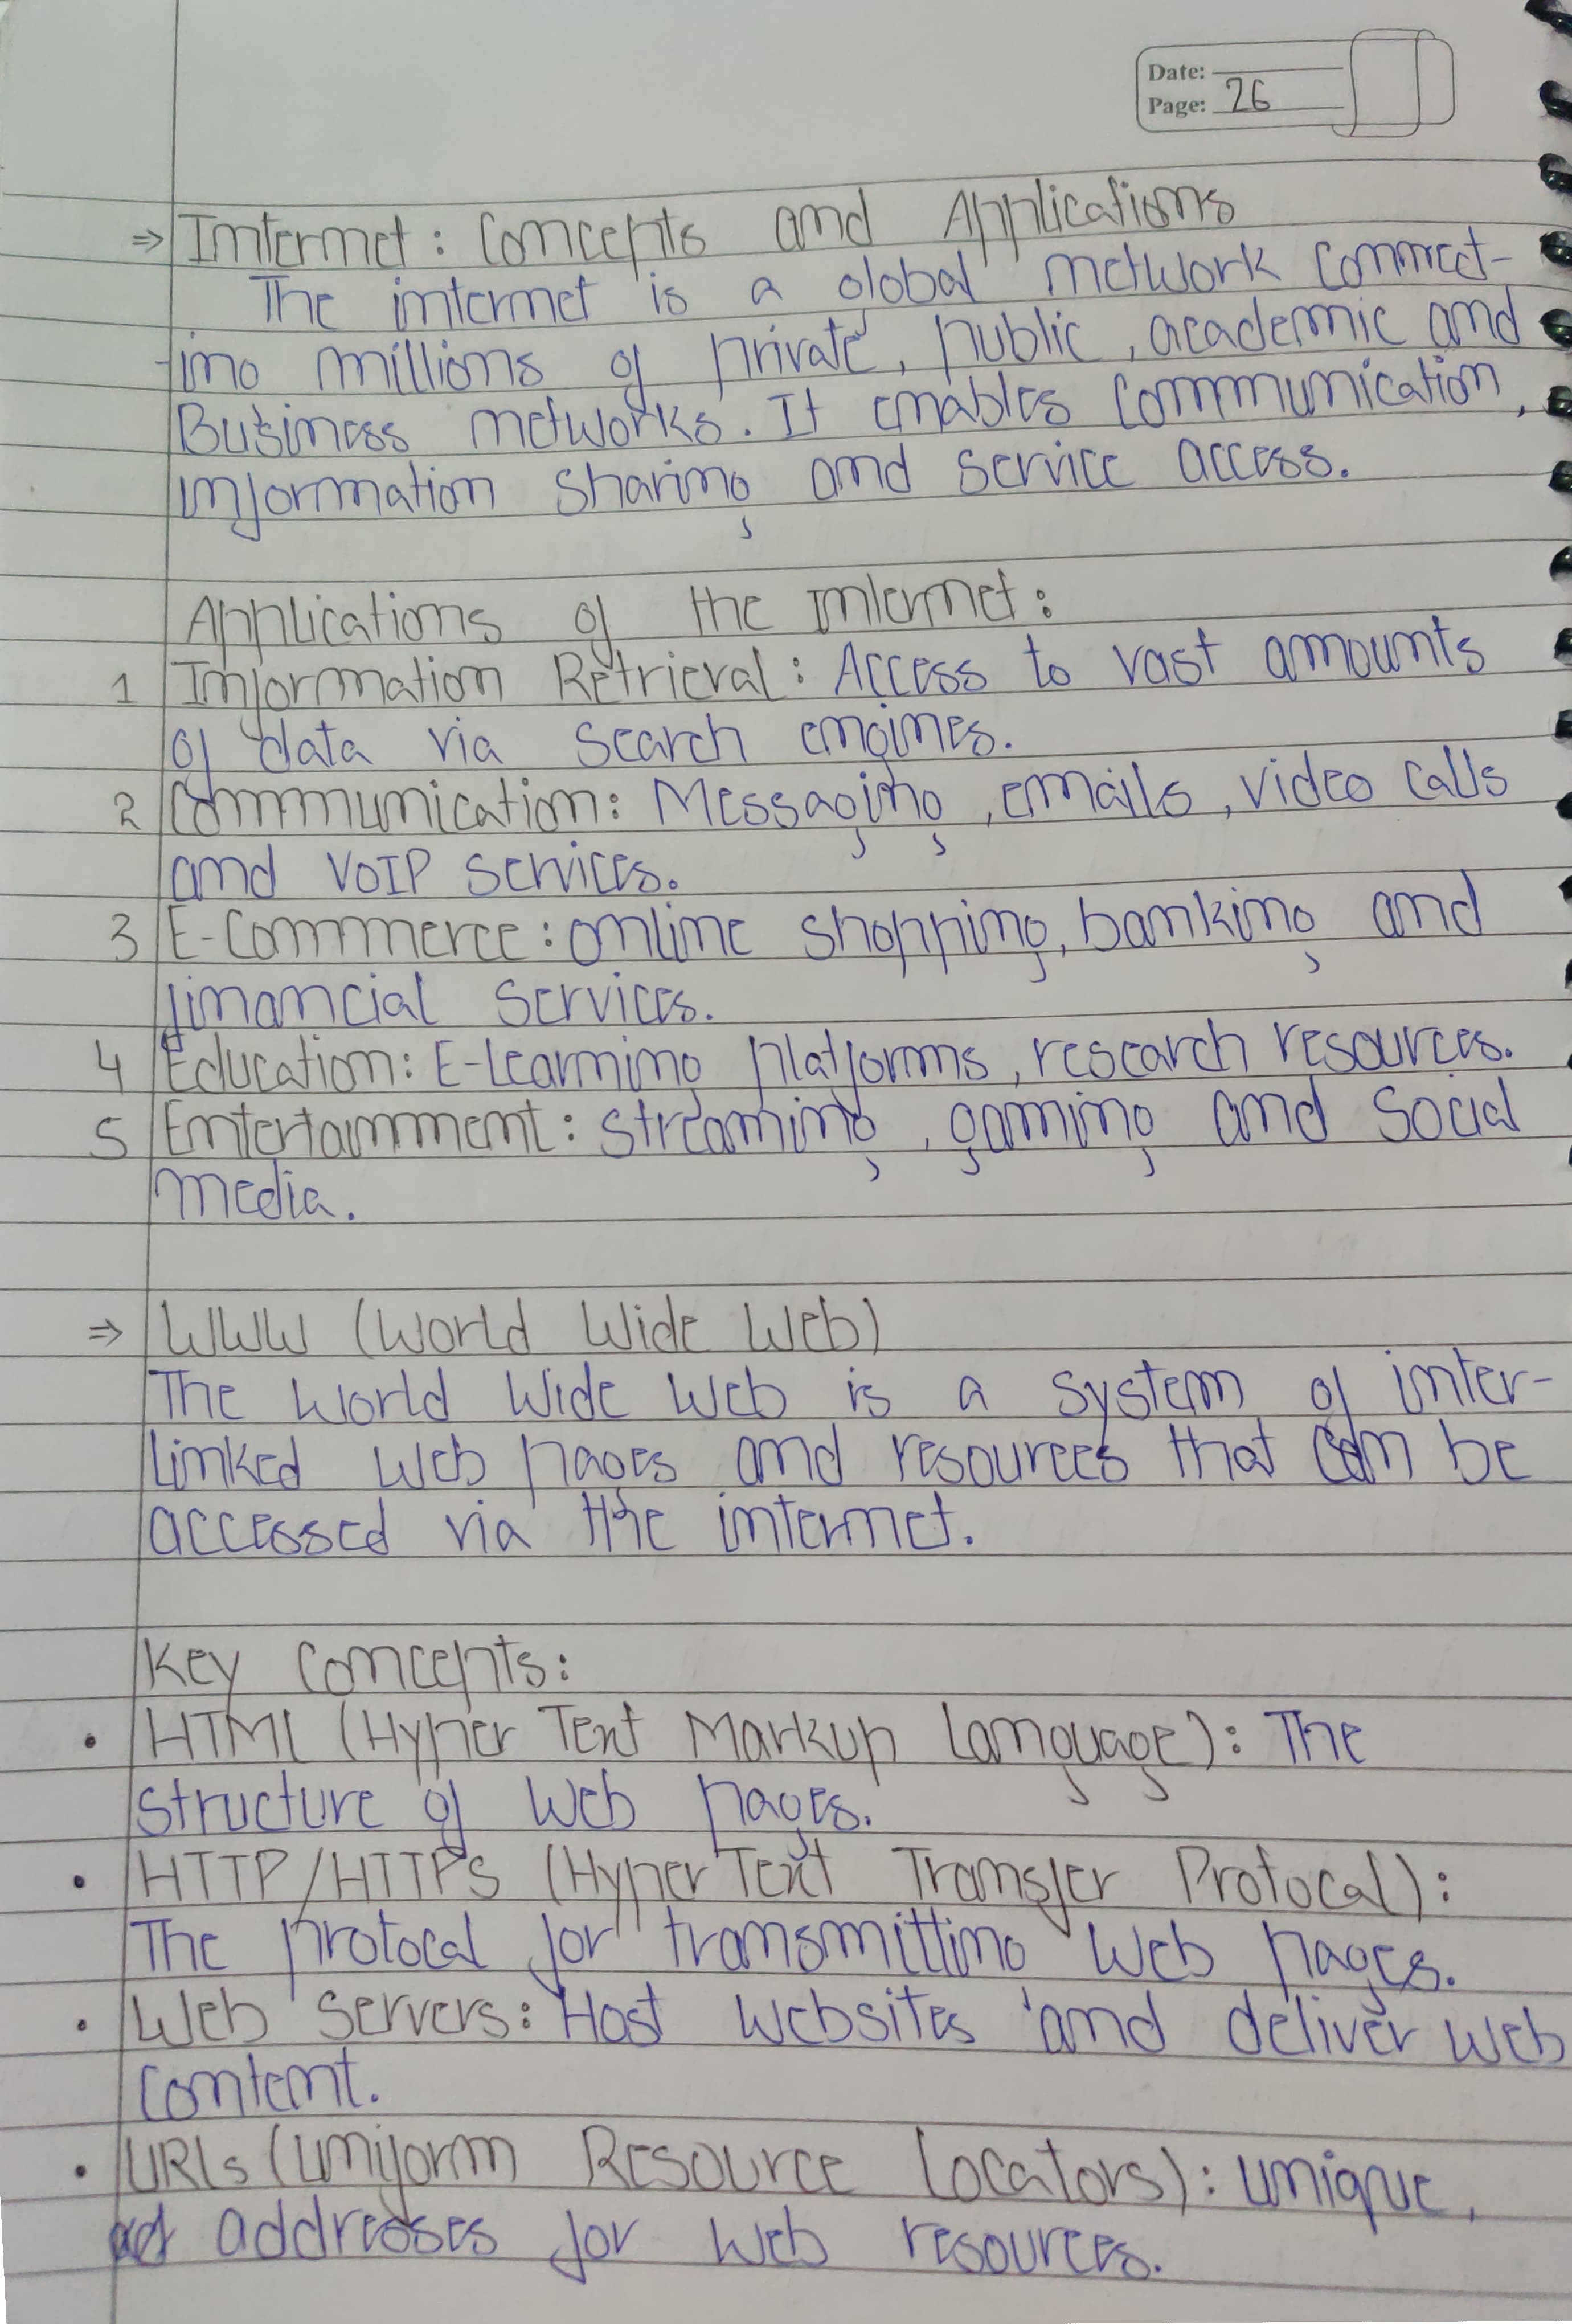 Date:
Page: 26
⇒ Internet : Concepts and Applications
The internet is a global network connect-
-ing millions of private, public, academic and
Business networks. It enables communication,
information sharing and service access.
Applications of the Internet :
1 Information Retrieval : Access to vast amounts
of data via search engines.
2 Communication : Messaging, emails, video calls
and VoIP services.
3 E-Commerce : online shopping, banking and
financial services.
4 Education : E-Learning platforms, research resources.
5 Entertainmment : streaming, gaming and social
media.
⇒ WWW (World Wide Web)
The World Wide Web is a system of inter-
linked web pages and resources that can be
accessed via the internet.
Key Concepts :
• HTML (Hyper Text Markup Language) : The
structure of web pages.
• HTTP/HTTPs (Hyper Text Transfer Protocal) :
The protocal for transmitting web pages.
• Web Servers : Host websites and deliver web
content.
• URLs (Uniform Resource Locators) : unique,
addresses for web resources.